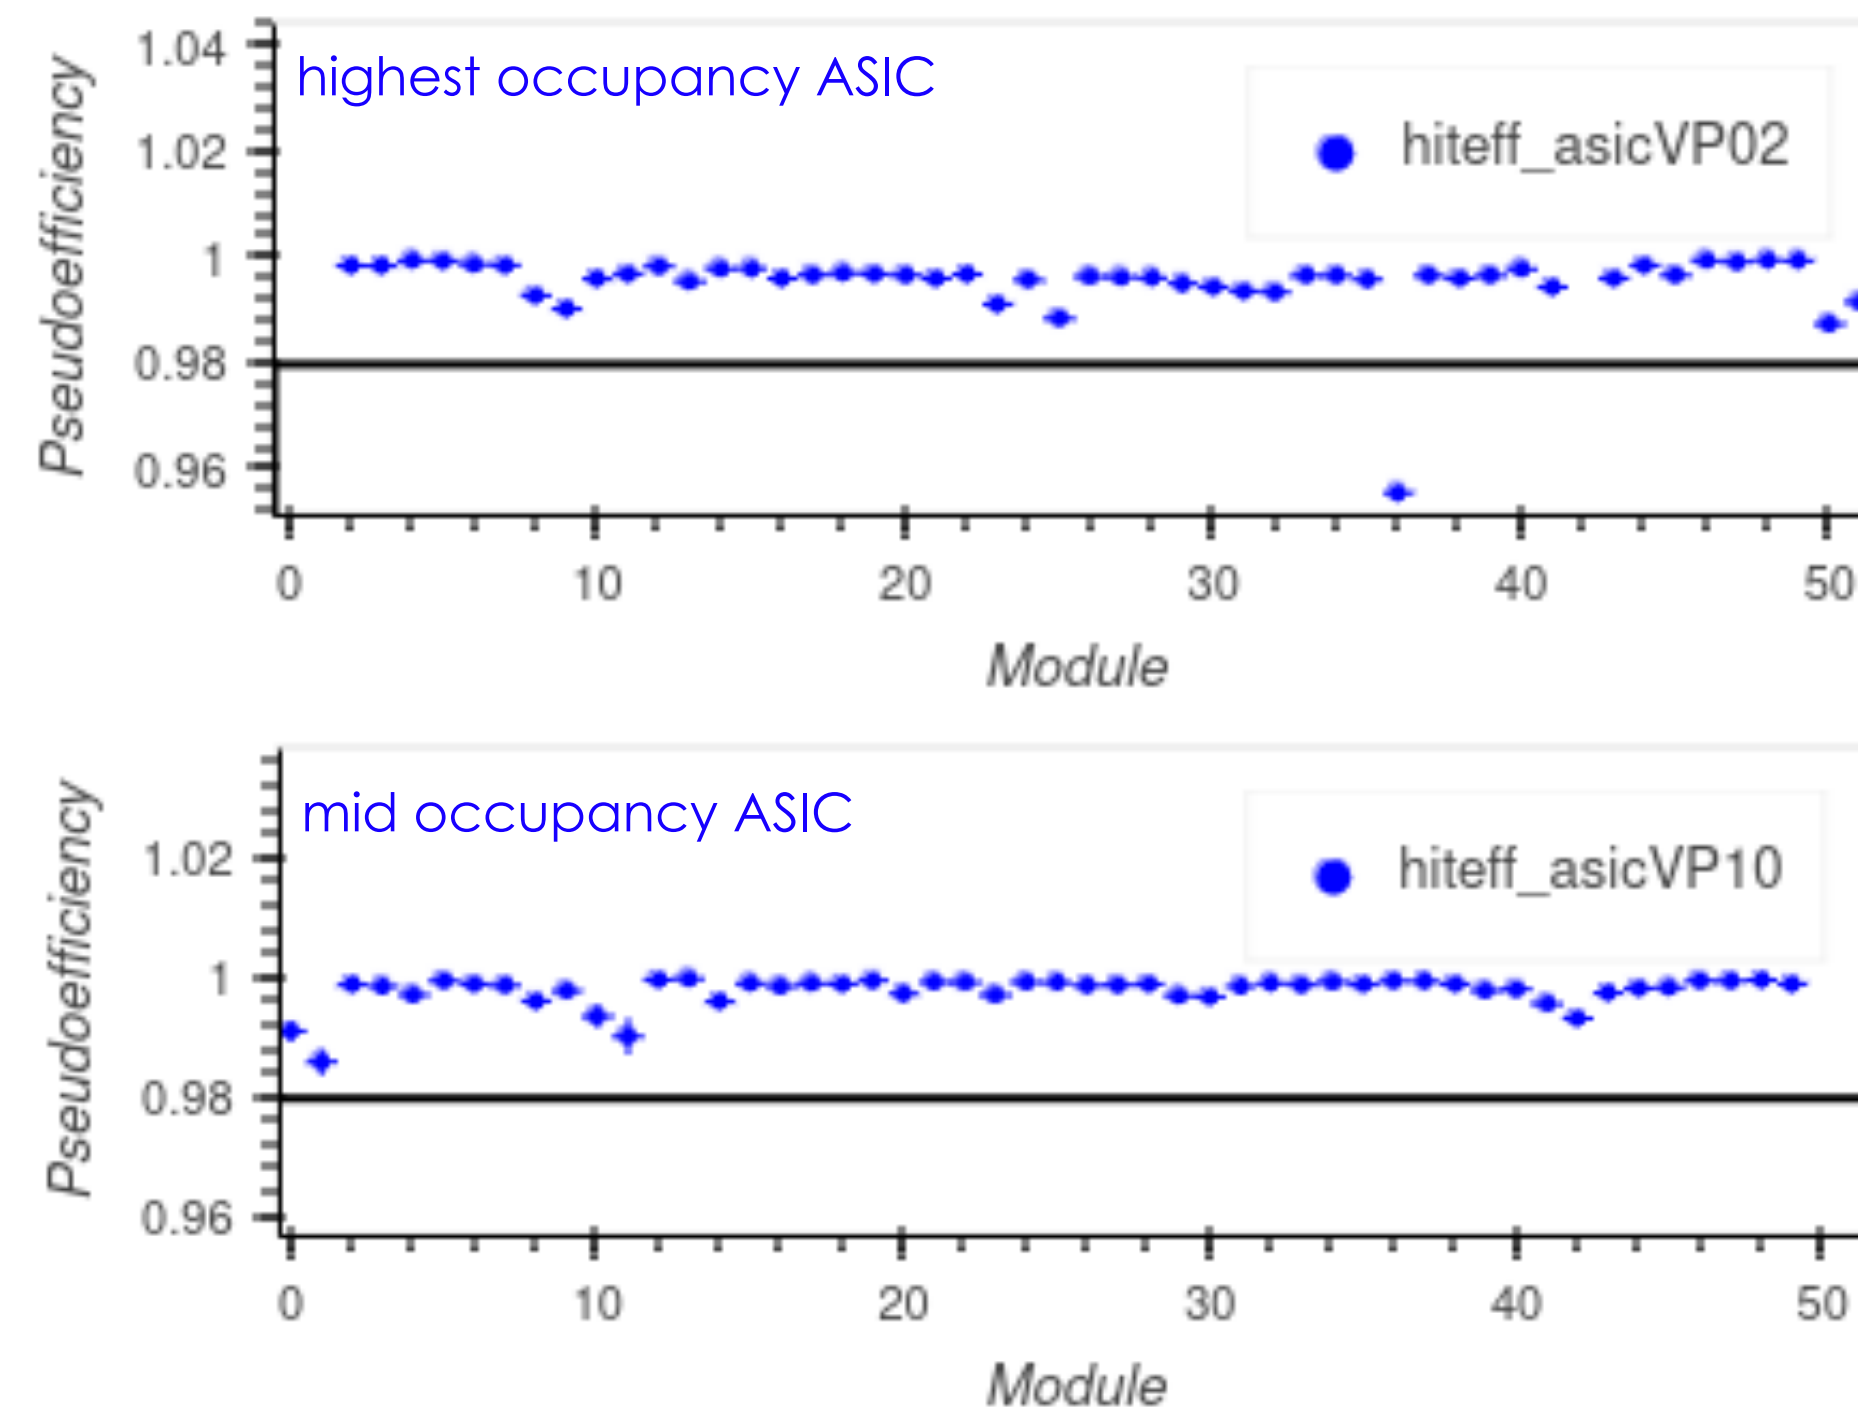 1.04
highest occupancy ASIC
hiteff_asicVP02
1.02
1
0.98
0.96
Pseudoefficiency
0 10 20 30 40 50
Module
mid occupancy ASIC
hiteff_asicVP10
1.02
1
0.98
0.96
Pseudoefficiency
0 10 20 30 40 50
Module